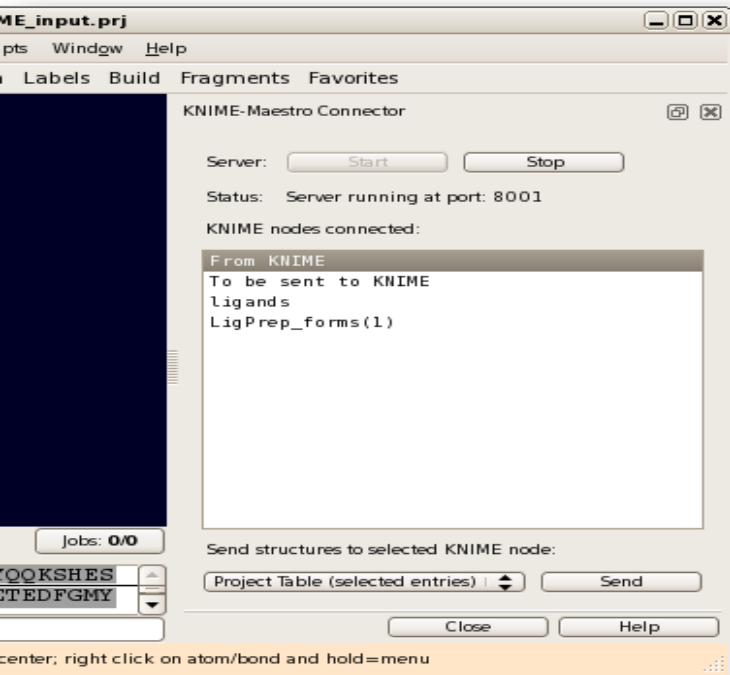 ME_input.prj
pts Window Help
Labels Build Fragments Favorites
KNIME-Maestro Connector
Server: Start Stop
Status: Server running at port: 8001
KNIME nodes connected:
From KNIME
To be sent to KNIME
ligands
LigPrep_forms(1)
Jobs: 0/0
Send structures to selected KNIME node:
YQQKSHES
ETEDFGMY
Project Table (selected entries) Send
Close Help
center; right click on atom/bond and hold=menu